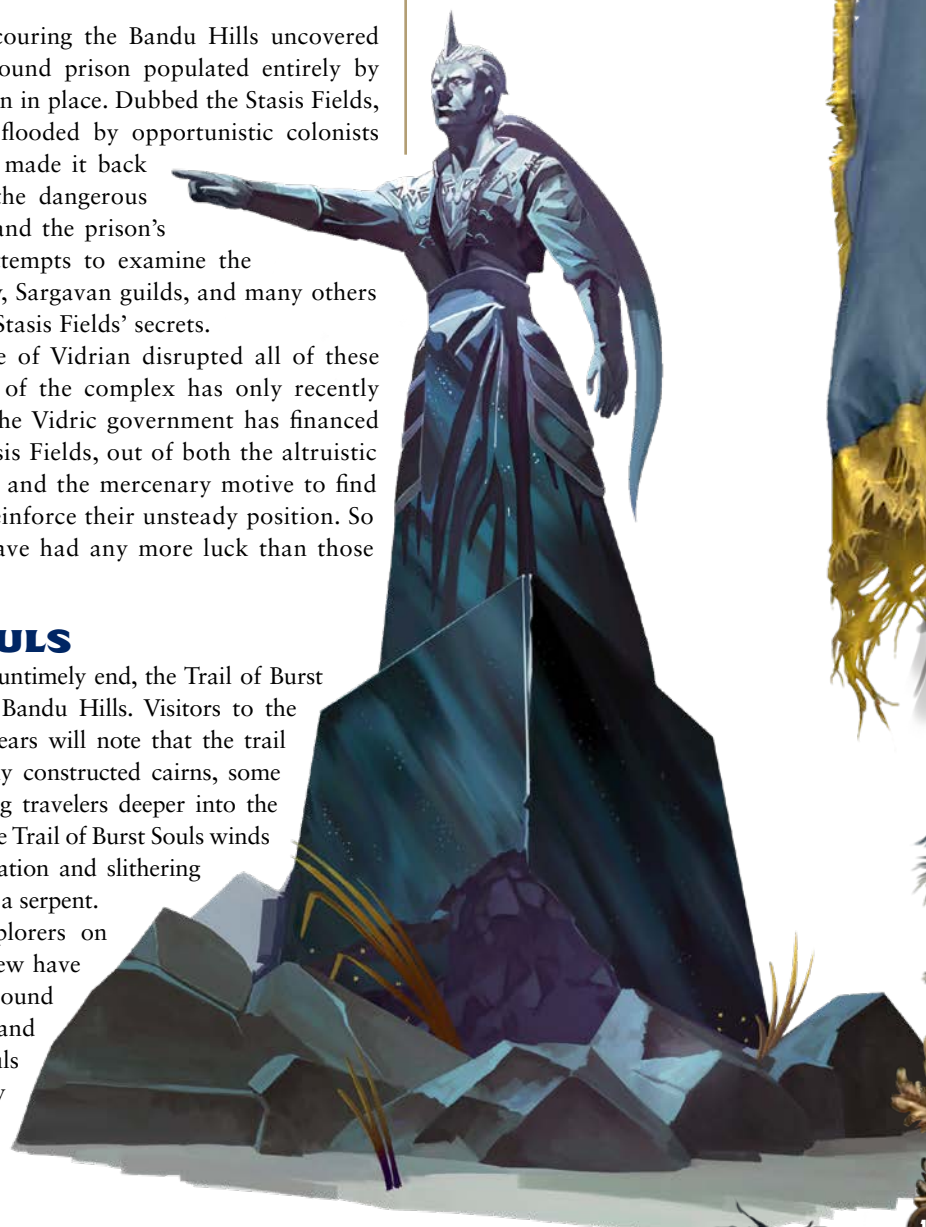 couring the Bandu Hills uncovered
ound prison populated entirely by
n in place. Dubbed the Stasis Fields,
flooded by opportunistic colonists
made it back
the dangerous
and the prison's
ttempts to examine the
y, Sargavan guilds, and many others
Stasis Fields' secrets.
e of Vidrian disrupted all of these
of the complex has only recently
he Vidric government has financed
sis Fields, out of both the altruistic
and the mercenary motive to find
einforce their unsteady position. So
ave had any more luck than those
ULS
untimely end, the Trail of Burst
Bandu Hills. Visitors to the
ears will note that the trail
y constructed cairns, some
g travelers deeper into the
e Trail of Burst Souls winds
ation and slithering
a serpent.
plorers on
ew have
ound
and
ls
y